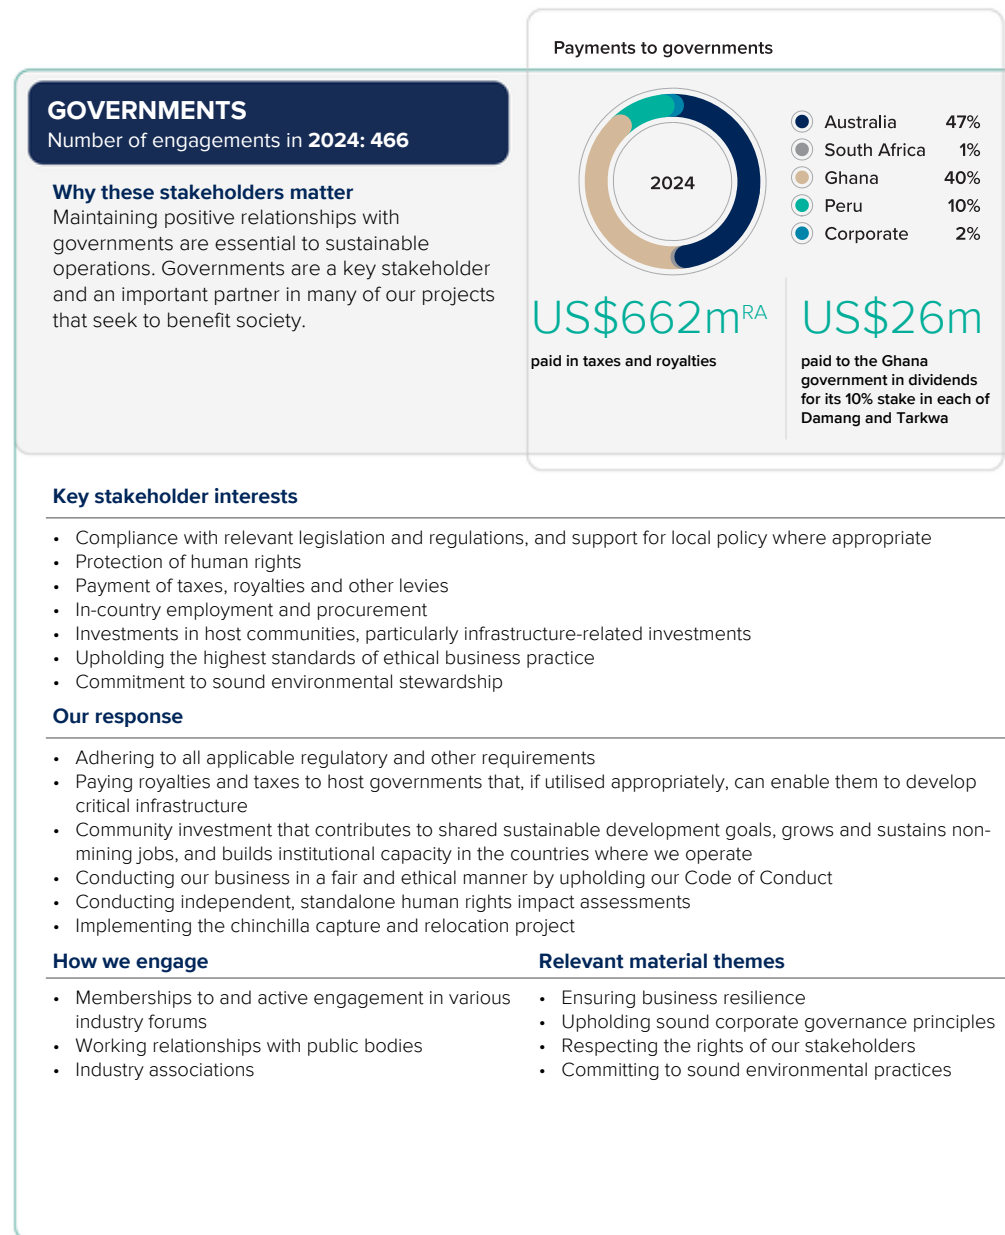 Payments to governments
GOVERNMENTS
Number of engagements in 2024: 466
Why these stakeholders matter
Maintaining positive relationships with
governments are essential to sustainable
operations. Governments are a key stakeholder
and an important partner in many of our projects
that seek to benefit society.
2024
Australia 47%
South Africa 1%
Ghana 40%
Peru 10%
Corporate 2%
US$662mRA
paid in taxes and royalties
US$26m
paid to the Ghana
government in dividends
for its 10% stake in each of
Damang and Tarkwa
Key stakeholder interests
• Compliance with relevant legislation and regulations, and support for local policy where appropriate
• Protection of human rights
• Payment of taxes, royalties and other levies
• In-country employment and procurement
• Investments in host communities, particularly infrastructure-related investments
• Upholding the highest standards of ethical business practice
• Commitment to sound environmental stewardship
Our response
• Adhering to all applicable regulatory and other requirements
• Paying royalties and taxes to host governments that, if utilised appropriately, can enable them to develop
critical infrastructure
• Community investment that contributes to shared sustainable development goals, grows and sustains non-
mining jobs, and builds institutional capacity in the countries where we operate
• Conducting our business in a fair and ethical manner by upholding our Code of Conduct
• Conducting independent, standalone human rights impact assessments
• Implementing the chinchilla capture and relocation project
How we engage
• Memberships to and active engagement in various
industry forums
• Working relationships with public bodies
• Industry associations
Relevant material themes
• Ensuring business resilience
• Upholding sound corporate governance principles
• Respecting the rights of our stakeholders
• Committing to sound environmental practices